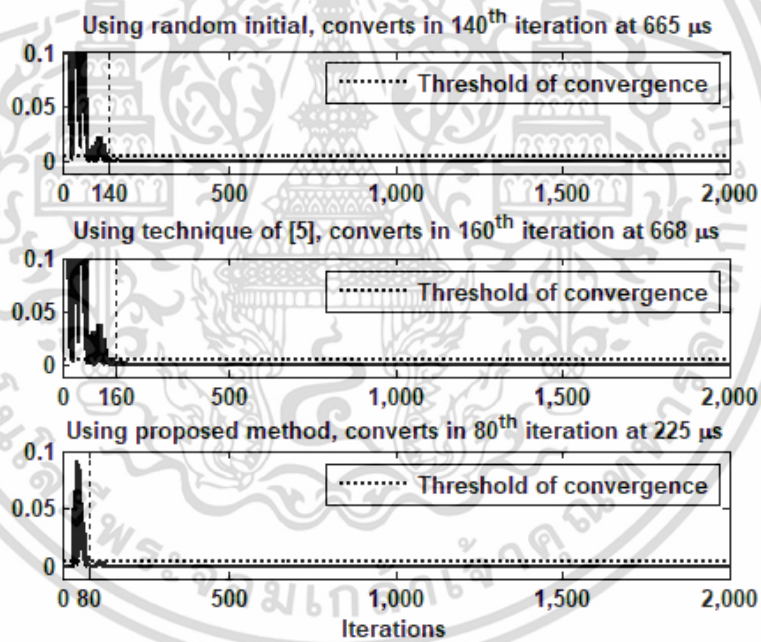 Using random initial, converts in 140th iteration at 665 µs
0.1
0.05
0
Threshold of convergence
0 140 500 1,000 1,500 2,000
Using technique of [5], converts in 160th iteration at 668 µs
0.1
0.05
0
Threshold of convergence
0 160 500 1,000 1,500 2,000
Using proposed method, converts in 80th iteration at 225 µs
0.1
0.05
0
Threshold of convergence
0 80 500 1,000 1,500 2,000
Iterations